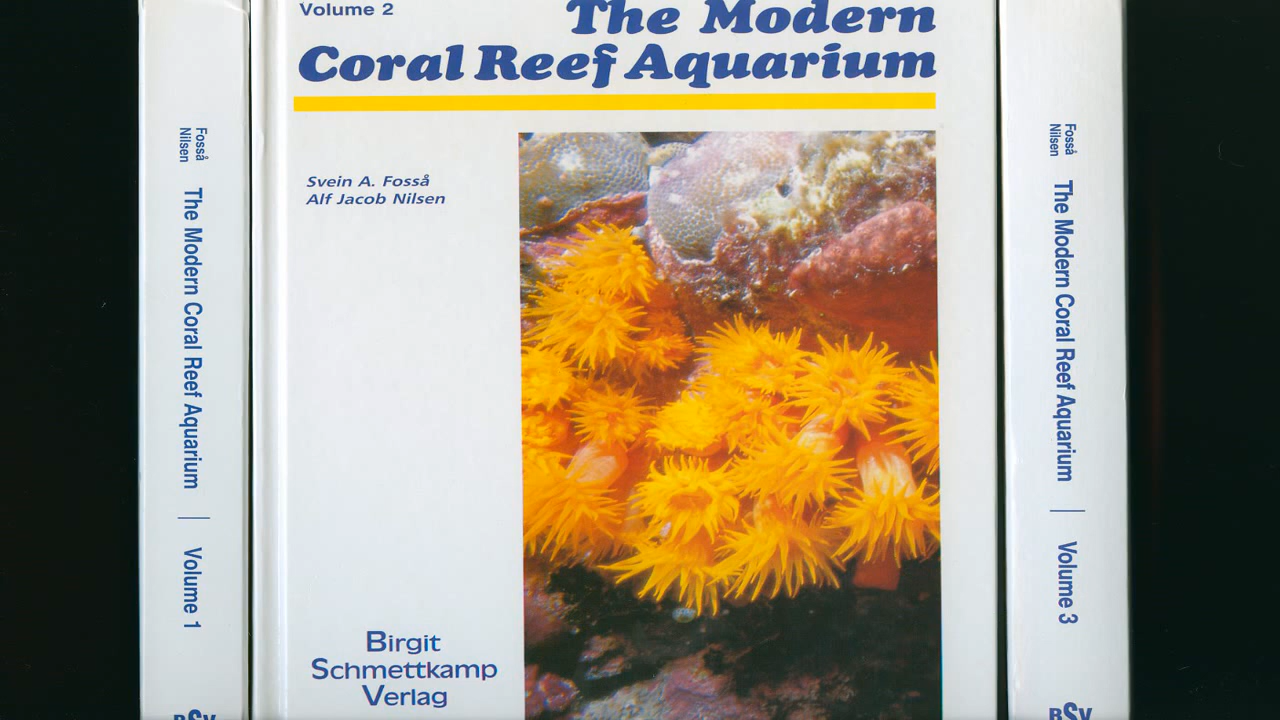 Fosså
Nilsen
The Modern Coral Reef Aquarium
Volume 1
BSV
Volume 2
The Modern
Coral Reef Aquarium
Svein A. Fosså
Alf Jacob Nilsen
Birgit
Schmettkamp
Verlag
Fosså
Nilsen
The Modern Coral Reef Aquarium
Volume 3
BSV